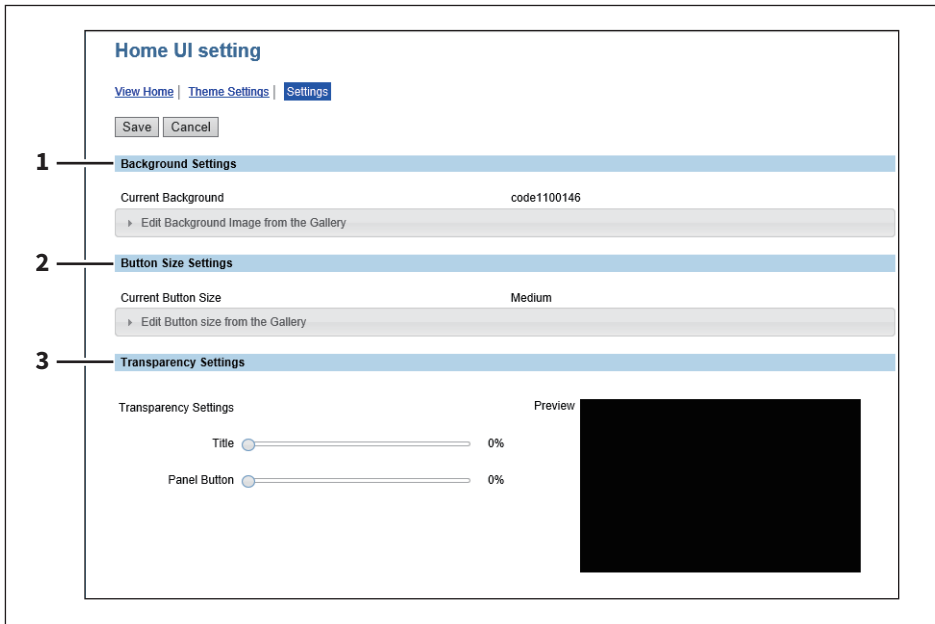 Home UI setting
View Home | Theme Settings | Settings
Save Cancel
1 Background Settings
Current Background code1100146
Edit Background Image from the Gallery
2 Button Size Settings
Current Button Size Medium
Edit Button size from the Gallery
3 Transparency Settings
Transparency Settings Preview
Title 0%
Panel Button 0%